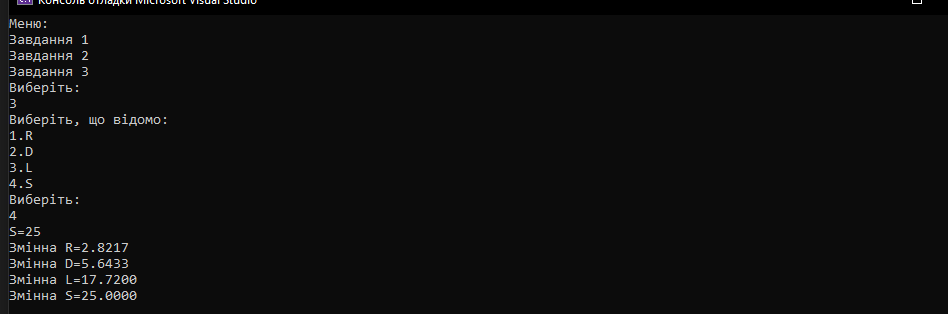 Консоль отладки Microsoft Visual Studio
Меню:
Завдання 1
Завдання 2
Завдання 3
Виберіть:
3
Виберіть, що відомо:
1.R
2.D
3.L
4.S
Виберіть:
4
S=25
Змінна R=2.8217
Змінна D=5.6433
Змінна L=17.7200
Змінна S=25.0000